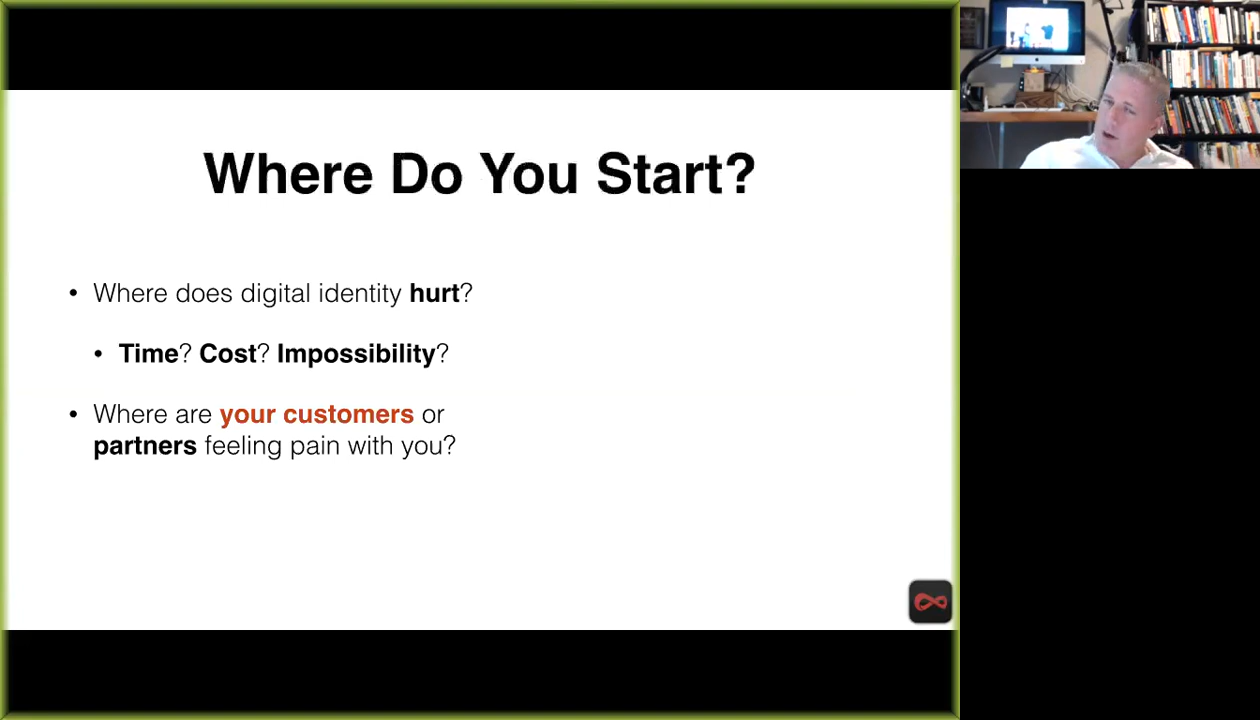 Where Do You Start?
• Where does digital identity hurt?
• Time? Cost? Impossibility?
• Where are your customers or
partners feeling pain with you?